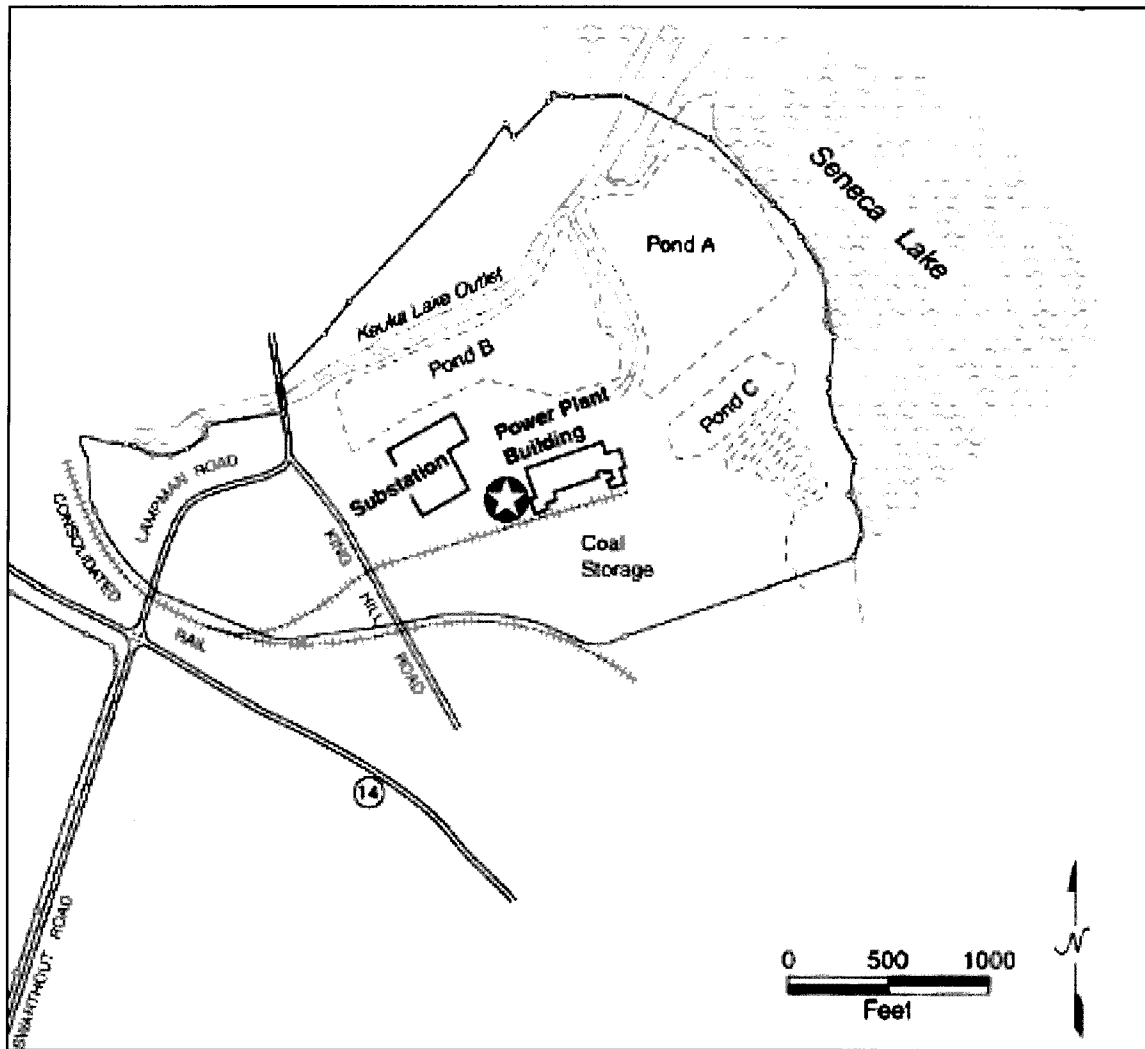 Seneca Lake
Pond A
Keuka Lake Outlet
Pond B
Pond C
Power Plant
Building
Substation
LAMPMAN ROAD
CONSOLIDATED
RAIL
KING
HILL
ROAD
Coal
Storage
14
SWARTHOUT ROAD
N
0 500 1000
Feet